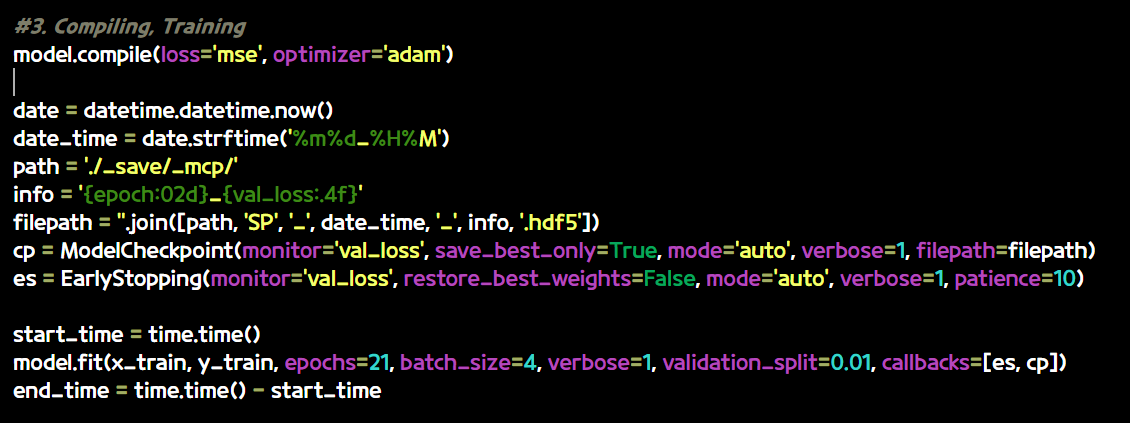 #3. Compiling, Training
model.compile(loss='mse', optimizer='adam')
date = datetime.datetime.now()
date_time = date.strftime('%m%d_%H%M')
path = './_save/_mcp/'
info = '{epoch:02d}_{val_loss:.4f}'
filepath = ''.join([path, 'SP', '_', date_time, '_', info, '.hdf5'])
cp = ModelCheckpoint(monitor='val_loss', save_best_only=True, mode='auto', verbose=1, filepath=filepath)
es = EarlyStopping(monitor='val_loss', restore_best_weights=False, mode='auto', verbose=1, patience=10)
start_time = time.time()
model.fit(x_train, y_train, epochs=21, batch_size=4, verbose=1, validation_split=0.01, callbacks=[es, cp])
end_time = time.time() - start_time